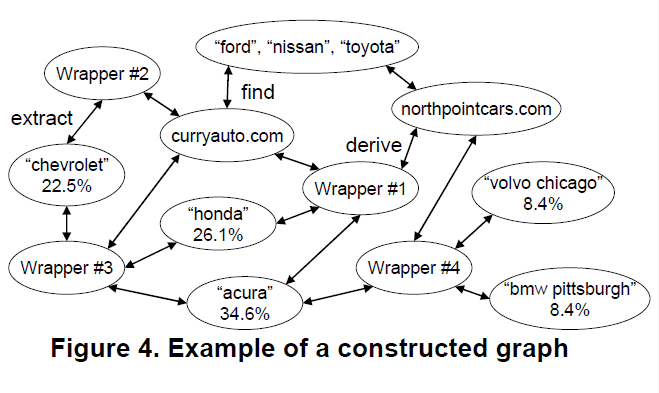 “ford”, “nissan”, “toyota”
Wrapper #2
find
northpointcars.com
extract
curryauto.com
derive
“chevrolet”
22.5%
Wrapper #1
“volvo chicago”
8.4%
“honda”
26.1%
Wrapper #3
Wrapper #4
“acura”
34.6%
“bmw pittsburgh”
8.4%
Figure 4. Example of a constructed graph